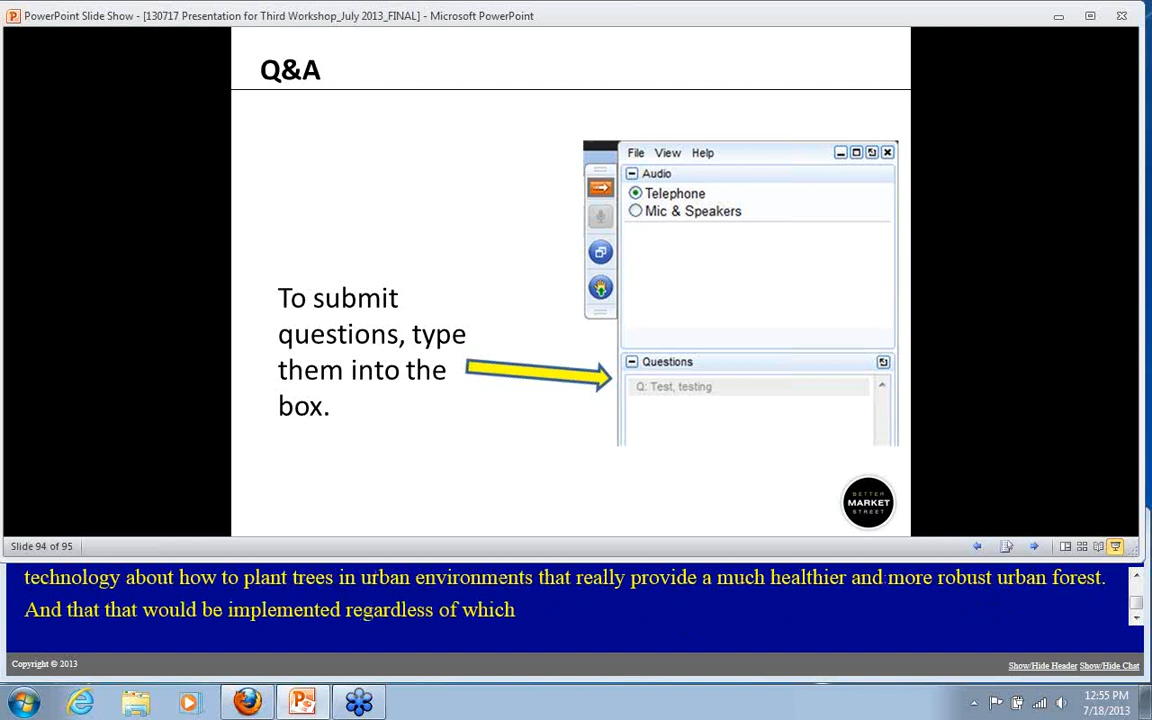 PowerPoint Slide Show - [130717 Presentation for Third Workshop_July 2013_FINAL] - Microsoft PowerPoint
Q&A
File View Help
Audio
Telephone
Mic & Speakers
To submit
questions, type
them into the
box.
Questions
Q: Test, testing
BETTER
MARKET
STREET
Slide 94 of 95
technology about how to plant trees in urban environments that really provide a much healthier and more robust urban forest.
And that that would be implemented regardless of which
Copyright © 2013
Show/Hide Header Show/Hide Chat
12:55 PM
7/18/2013